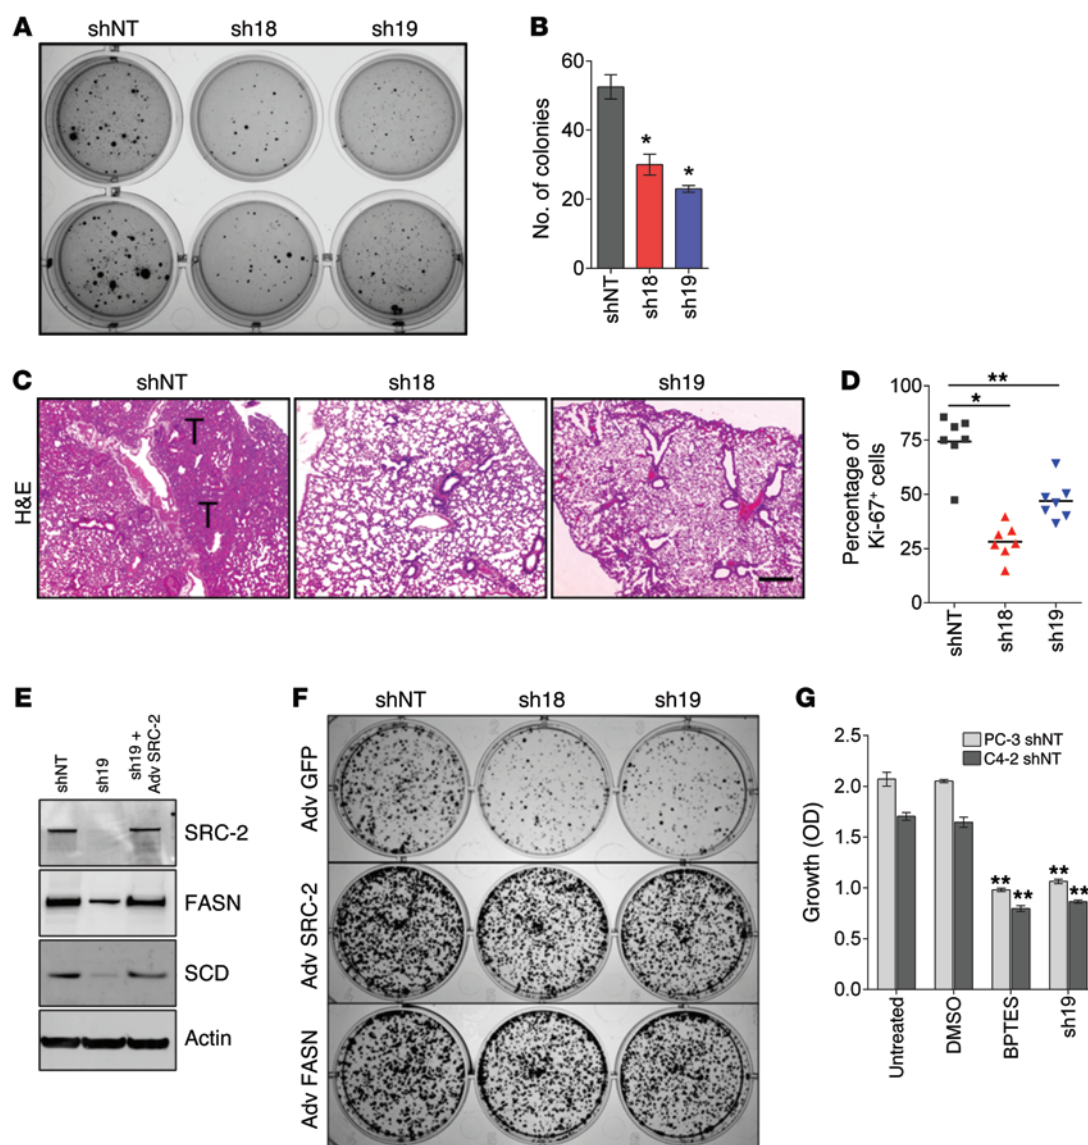 A
shNT
sh18
sh19
B
60
40
20
0
No. of colonies
*
*
shNT
sh18
sh19
C
shNT
sh18
sh19
H&E
T
T
D
100
75
50
25
0
Percentage of
Ki-67⁺ cells
**
*
shNT
sh18
sh19
E
shNT
sh19
sh19 +
Adv SRC-2
SRC-2
FASN
SCD
Actin
F
shNT
sh18
sh19
Adv GFP
Adv SRC-2
Adv FASN
G
PC-3 shNT
C4-2 shNT
2.5
2.0
1.5
1.0
0.5
0.0
Growth (OD)
**
**
**
**
Untreated
DMSO
BPTES
sh19